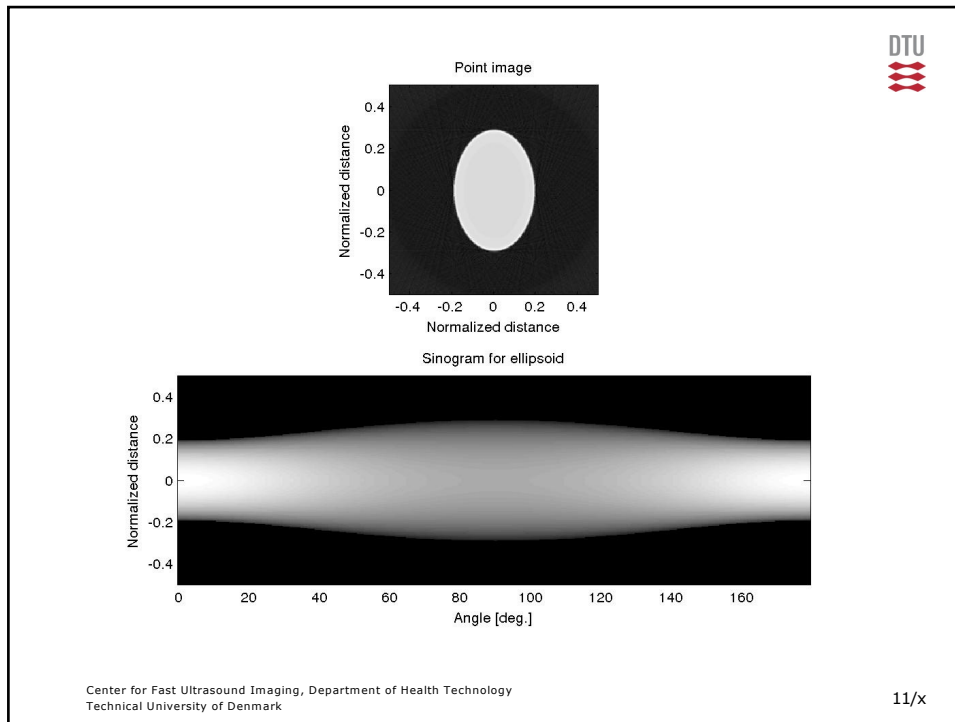 DTU
Point image
0.4
0.2
0
-0.2
-0.4
Normalized distance
-0.4 -0.2 0 0.2 0.4
Normalized distance
Sinogram for ellipsoid
0.4
0.2
0
-0.2
-0.4
Normalized distance
0 20 40 60 80 100 120 140 160
Angle [deg.]
Center for Fast Ultrasound Imaging, Department of Health Technology
Technical University of Denmark
11/x